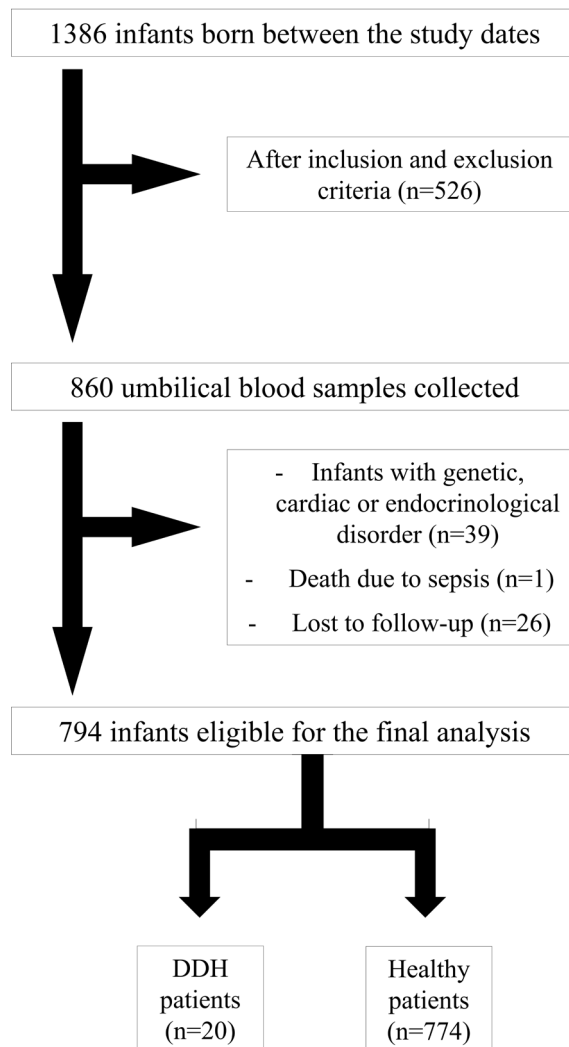 1386 infants born between the study dates
After inclusion and exclusion
criteria (n=526)
860 umbilical blood samples collected
- Infants with genetic,
cardiac or endocrinological
disorder (n=39)
- Death due to sepsis (n=1)
- Lost to follow-up (n=26)
794 infants eligible for the final analysis
DDH
patients
(n=20)
Healthy
patients
(n=774)